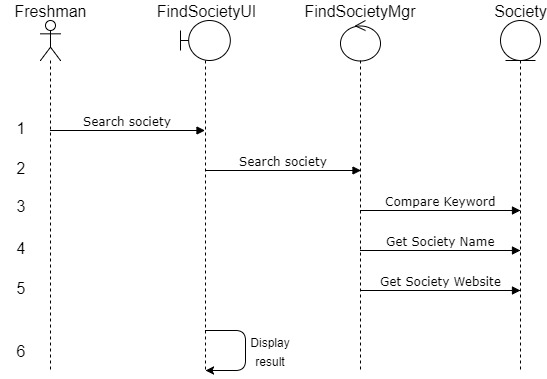 Freshman FindSocietyUI FindSocietyMgr Society
1 Search society
2 Search society
3 Compare Keyword
4 Get Society Name
5 Get Society Website
6 Display
result